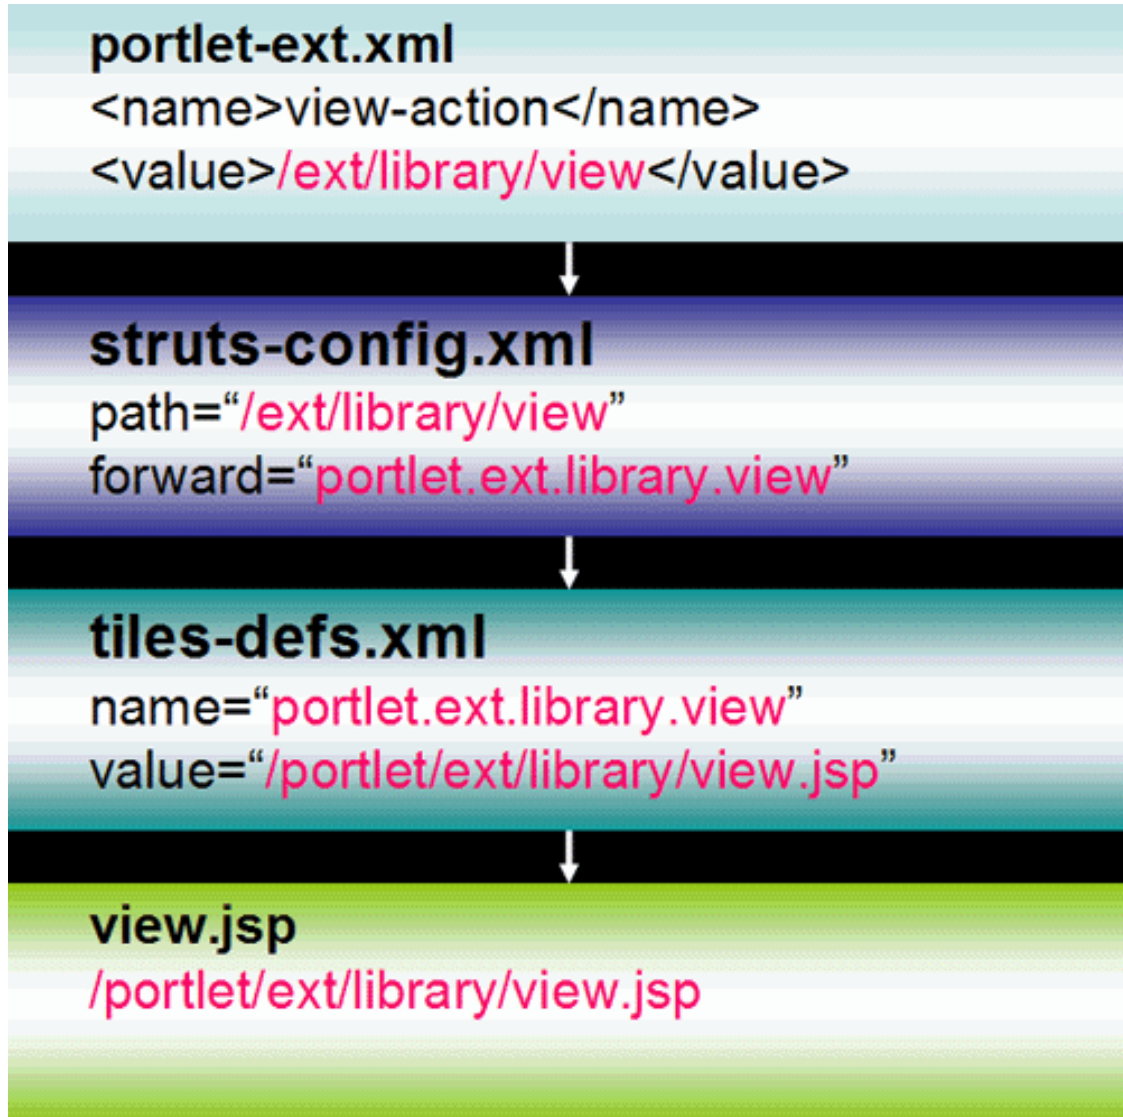 portlet-ext.xml
<name>view-action</name>
<value>/ext/library/view</value>
struts-config.xml
path=“/ext/library/view”
forward=“portlet.ext.library.view”
tiles-defs.xml
name=“portlet.ext.library.view”
value=“/portlet/ext/library/view.jsp”
view.jsp
/portlet/ext/library/view.jsp